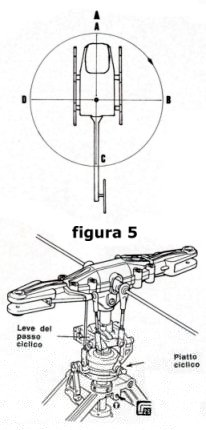 A
D
B
C
figura 5
Leve del
passo
ciclico
Piatto
ciclico